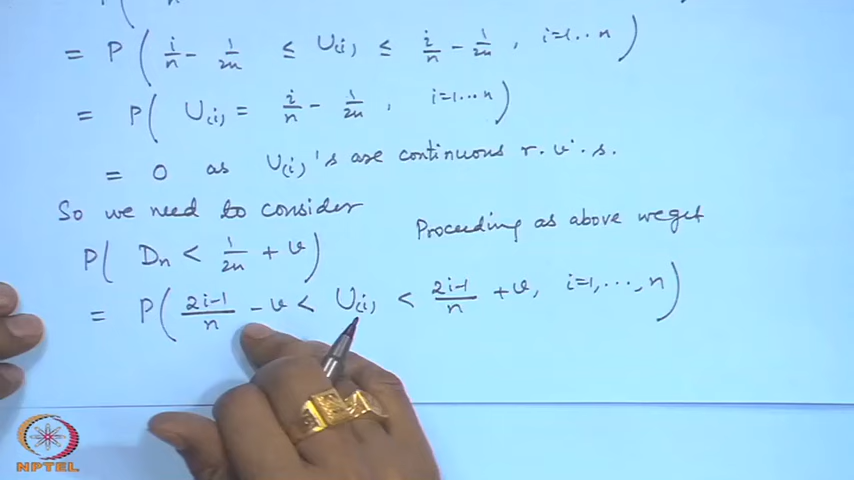 = P( i/n - 1/2n ≤ U(i) ≤ i/n - 1/2n , i=1..n )
= P( U(i) = i/n - 1/2n , i=1...n )
= 0 as U(i)'s are continuous r.v.s.
So we need to consider
Proceeding as above we get
P( Dn < 1/2n + v )
= P( 2i-1/n - v < U(i) < 2i-1/n + v, i=1,...,n )
NPTEL